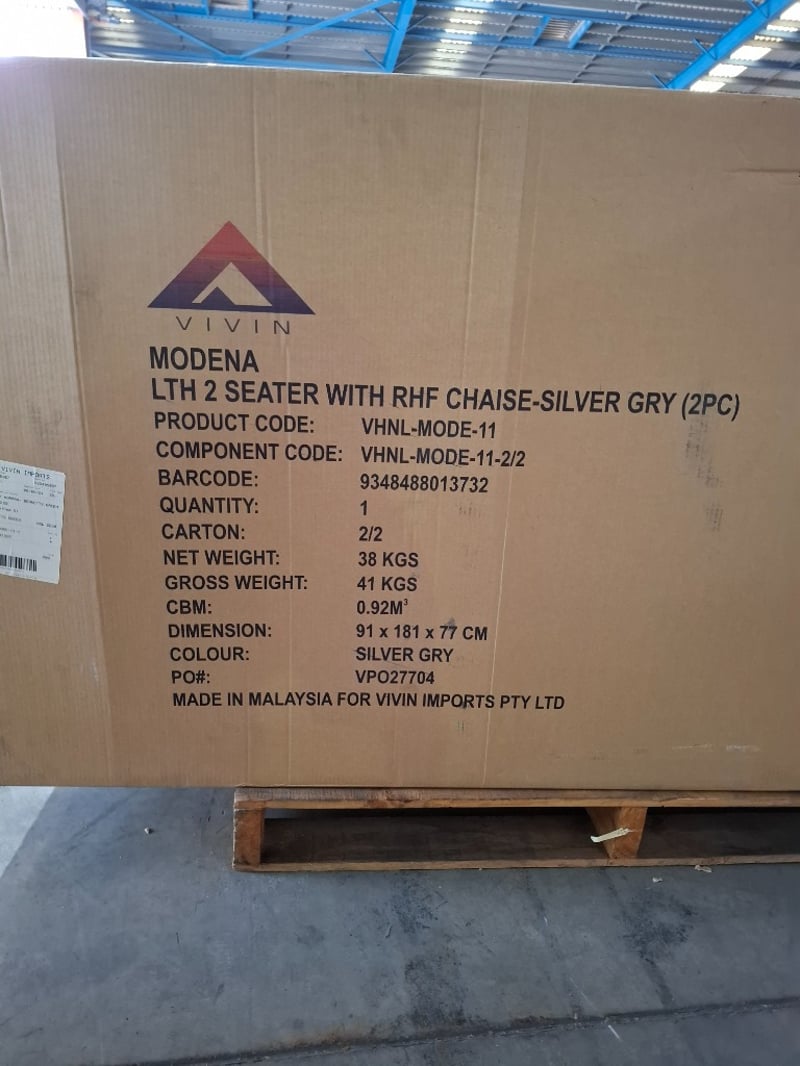 VIVIN
MODENA
LTH 2 SEATER WITH RHF CHAISE-SILVER GRY (2PC)
PRODUCT CODE: VHNL-MODE-11
COMPONENT CODE: VHNL-MODE-11-2/2
BARCODE: 9348488013732
QUANTITY: 1
CARTON: 2/2
NET WEIGHT: 38 KGS
GROSS WEIGHT: 41 KGS
CBM: 0.92M³
DIMENSION: 91 x 181 x 77 CM
COLOUR: SILVER GRY
PO#: VPO27704
MADE IN MALAYSIA FOR VIVIN IMPORTS PTY LTD
VIVIN IMPORTS